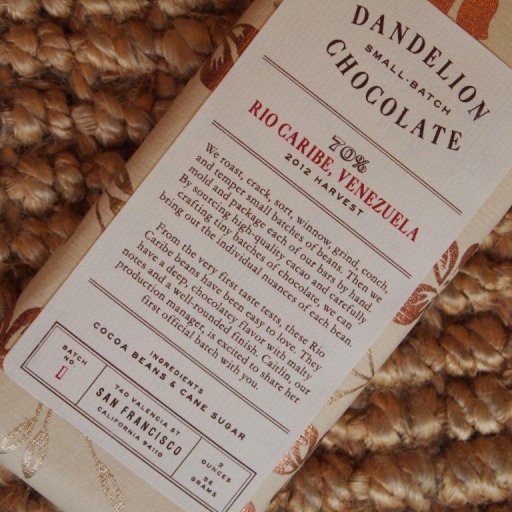 DANDELION
SMALL-BATCH
CHOCOLATE
70%
RIO CARIBE, VENEZUELA
2012 HARVEST
We roast, crack, sort, winnow, grind, conch,
and temper small batches of beans. Then we
mold and package each of our bars by hand.
By sourcing high-quality cacao and carefully
crafting tiny batches of chocolate, we can
bring out the individual nuances of each bean.
From the very first taste tests, these Rio
Caribe beans have been easy to love. They
have a deep, chocolatey flavor with malty
notes and a well-rounded finish. Caitlin, our
production manager, is excited to share her
first official batch with you.
INGREDIENTS
COCOA BEANS & CANE SUGAR
BATCH
NO
1
740 VALENCIA ST
SAN FRANCISCO
CALIFORNIA 94110
2
OUNCES
56
GRAMS